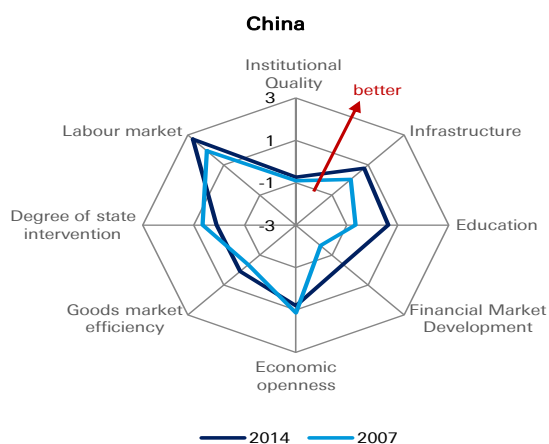 China
Institutional
Quality
3
better
Labour market
Infrastructure
1
-1
Degree of state
intervention
-3
Education
Goods market
efficiency
Financial Market
Development
Economic
openness
2014
2007